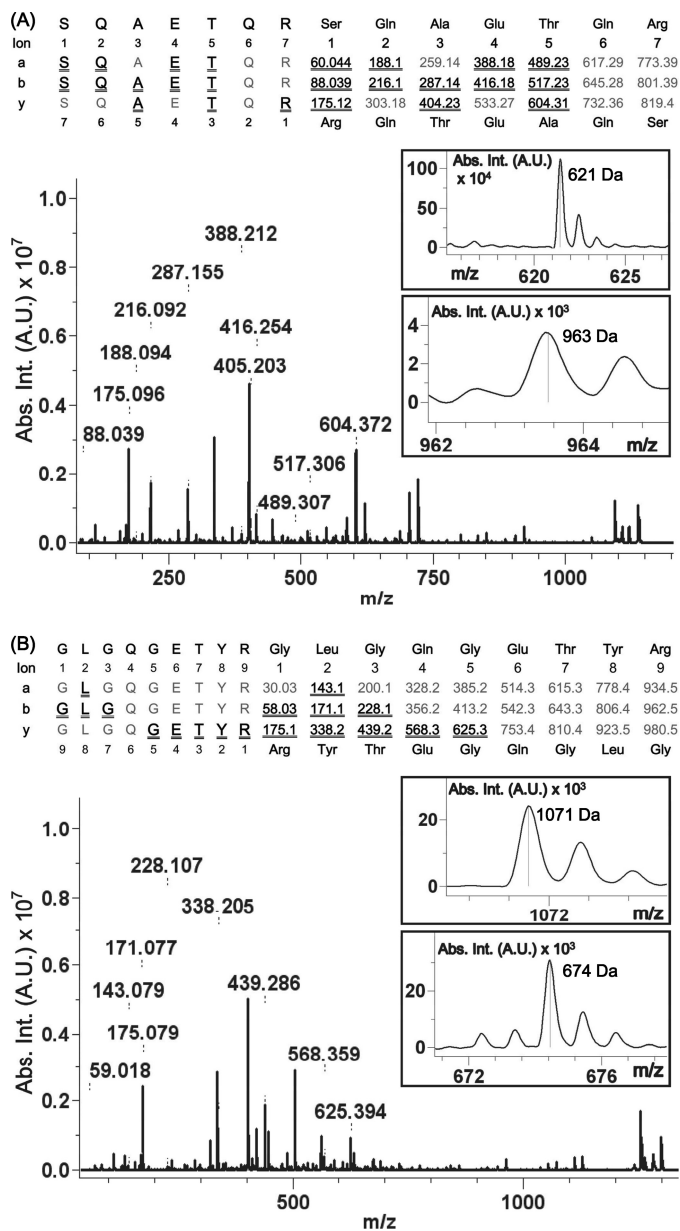 (A) S Q A E T Q R Ser Gln Ala Glu Thr Gln Arg
Ion 1 2 3 4 5 6 7 1 2 3 4 5 6 7
a S Q A E T Q R 60.044 188.1 259.14 388.18 489.23 617.29 773.39
b S Q A E T Q R 88.039 216.1 287.14 416.18 517.23 645.28 801.39
y S Q A E T Q R 175.12 303.18 404.23 533.27 604.31 732.36 819.4
7 6 5 4 3 2 1 Arg Gln Thr Glu Ala Gln Ser
Abs. Int. (A.U.)
x 10⁴
621 Da
100
50
0
m/z 620 625
Abs. Int. (A.U.) x 10³
963 Da
4
2
0
962 964 m/z
Abs. Int. (A.U.) x 10⁷
1.0
0.8
0.6
0.4
0.2
0.0
388.212
287.155
216.092
416.254
188.094
405.203
175.096
604.372
88.039
517.306
489.307
250 500 750 1000
m/z
(B) G L G Q G E T Y R Gly Leu Gly Gln Gly Glu Thr Tyr Arg
Ion 1 2 3 4 5 6 7 8 9 1 2 3 4 5 6 7 8 9
a G L G Q G E T Y R 30.03 143.1 200.1 328.2 385.2 514.3 615.3 778.4 934.5
b G L G Q G E T Y R 58.03 171.1 228.1 356.2 413.2 542.3 643.3 806.4 962.5
y G L G Q G E T Y R 175.1 338.2 439.2 568.3 625.3 753.4 810.4 923.5 980.5
9 8 7 6 5 4 3 2 1 Arg Tyr Thr Glu Gly Gln Gly Leu Gly
Abs. Int. (A.U.) x 10³
1071 Da
20
0
1072 m/z
Abs. Int. (A.U.) x 10³
674 Da
20
0
672 676 m/z
Abs. Int. (A.U.) x 10⁷
1.0
0.8
0.6
0.4
0.2
0.0
228.107
338.205
171.077
439.286
143.079
175.079
568.359
59.018
625.394
500 1000
m/z